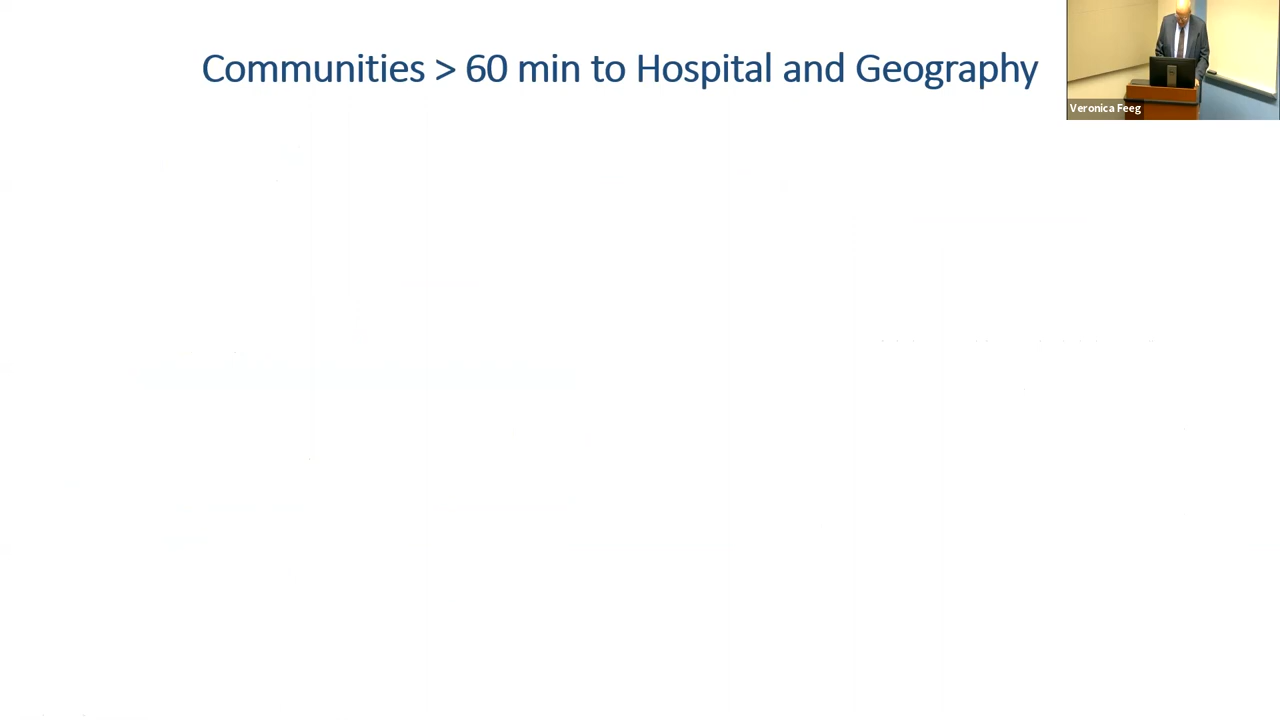 Communities > 60 min to Hospital and Geography
Veronica Feeg